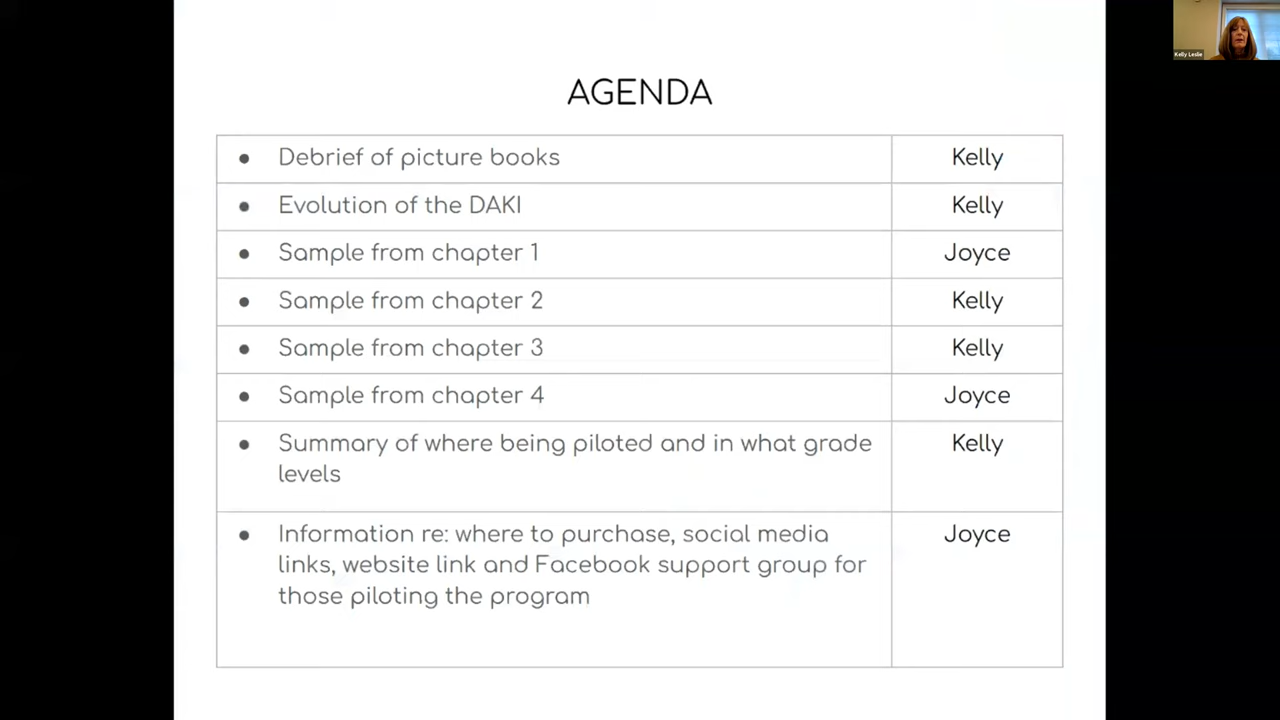 Kelly Leslie
AGENDA
Debrief of picture books
Kelly
Evolution of the DAKI
Kelly
Sample from chapter 1
Joyce
Sample from chapter 2
Kelly
Sample from chapter 3
Kelly
Sample from chapter 4
Joyce
Summary of where being piloted and in what grade
levels
Kelly
Information re: where to purchase, social media
links, website link and Facebook support group for
those piloting the program
Joyce